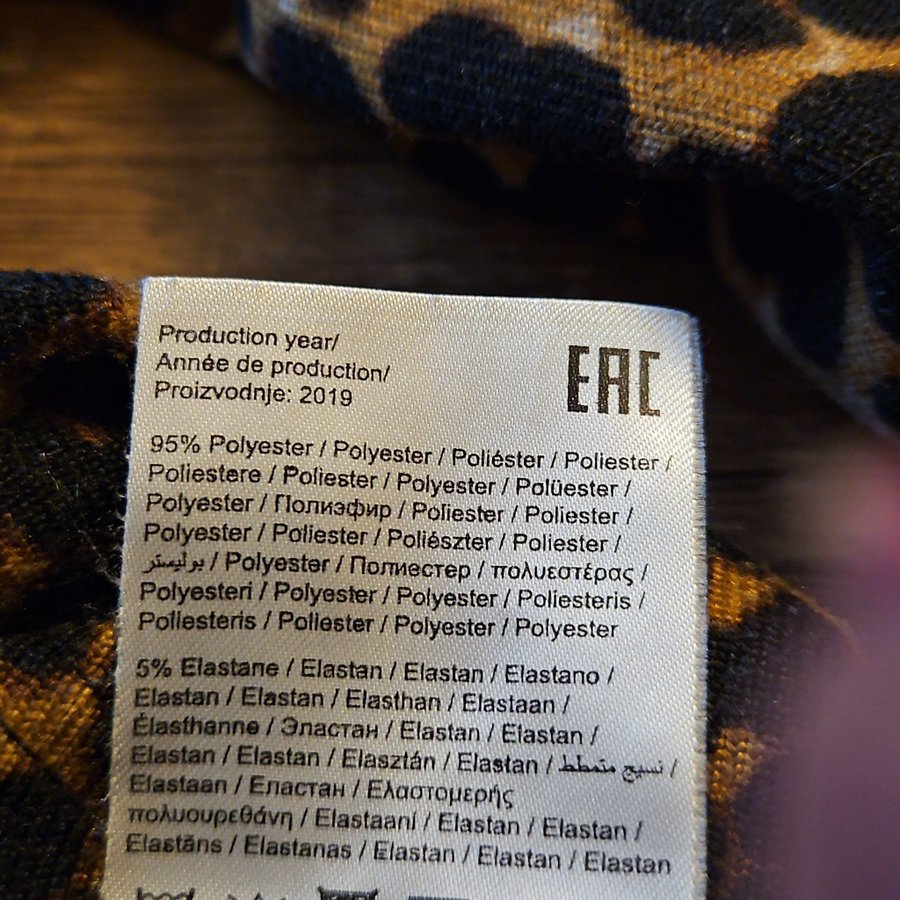 Production year/
Année de production/
Proizvodnje: 2019
EAC
95% Polyester / Polyester / Poliéster / Poliester /
Poliestere / Poliester / Polyester / Polüester /
Polyester / Полиэфир / Poliester / Poliester /
Polyester / Poliester / Poliészter / Poliester /
بوليستر / Polyester / Полиестер / πολυεστέρας /
Polyesteri / Polyester / Polyester / Poliesteris /
Poliesteris / Poliester / Polyester / Polyester
5% Elastane / Elastan / Elastan / Elastano /
Elastan / Elastan / Elasthan / Elastaan /
Élasthanne / Эластан / Elastan / Elastan /
Elastan / Elastan / Elasztán / Elastan / نسيج متمطط /
Elastaan / Еластан / Ελαστομερής
πολυουρεθάνη / Elastaani / Elastan / Elastan /
Elastāns / Elastanas / Elastan / Elastan / Elastan